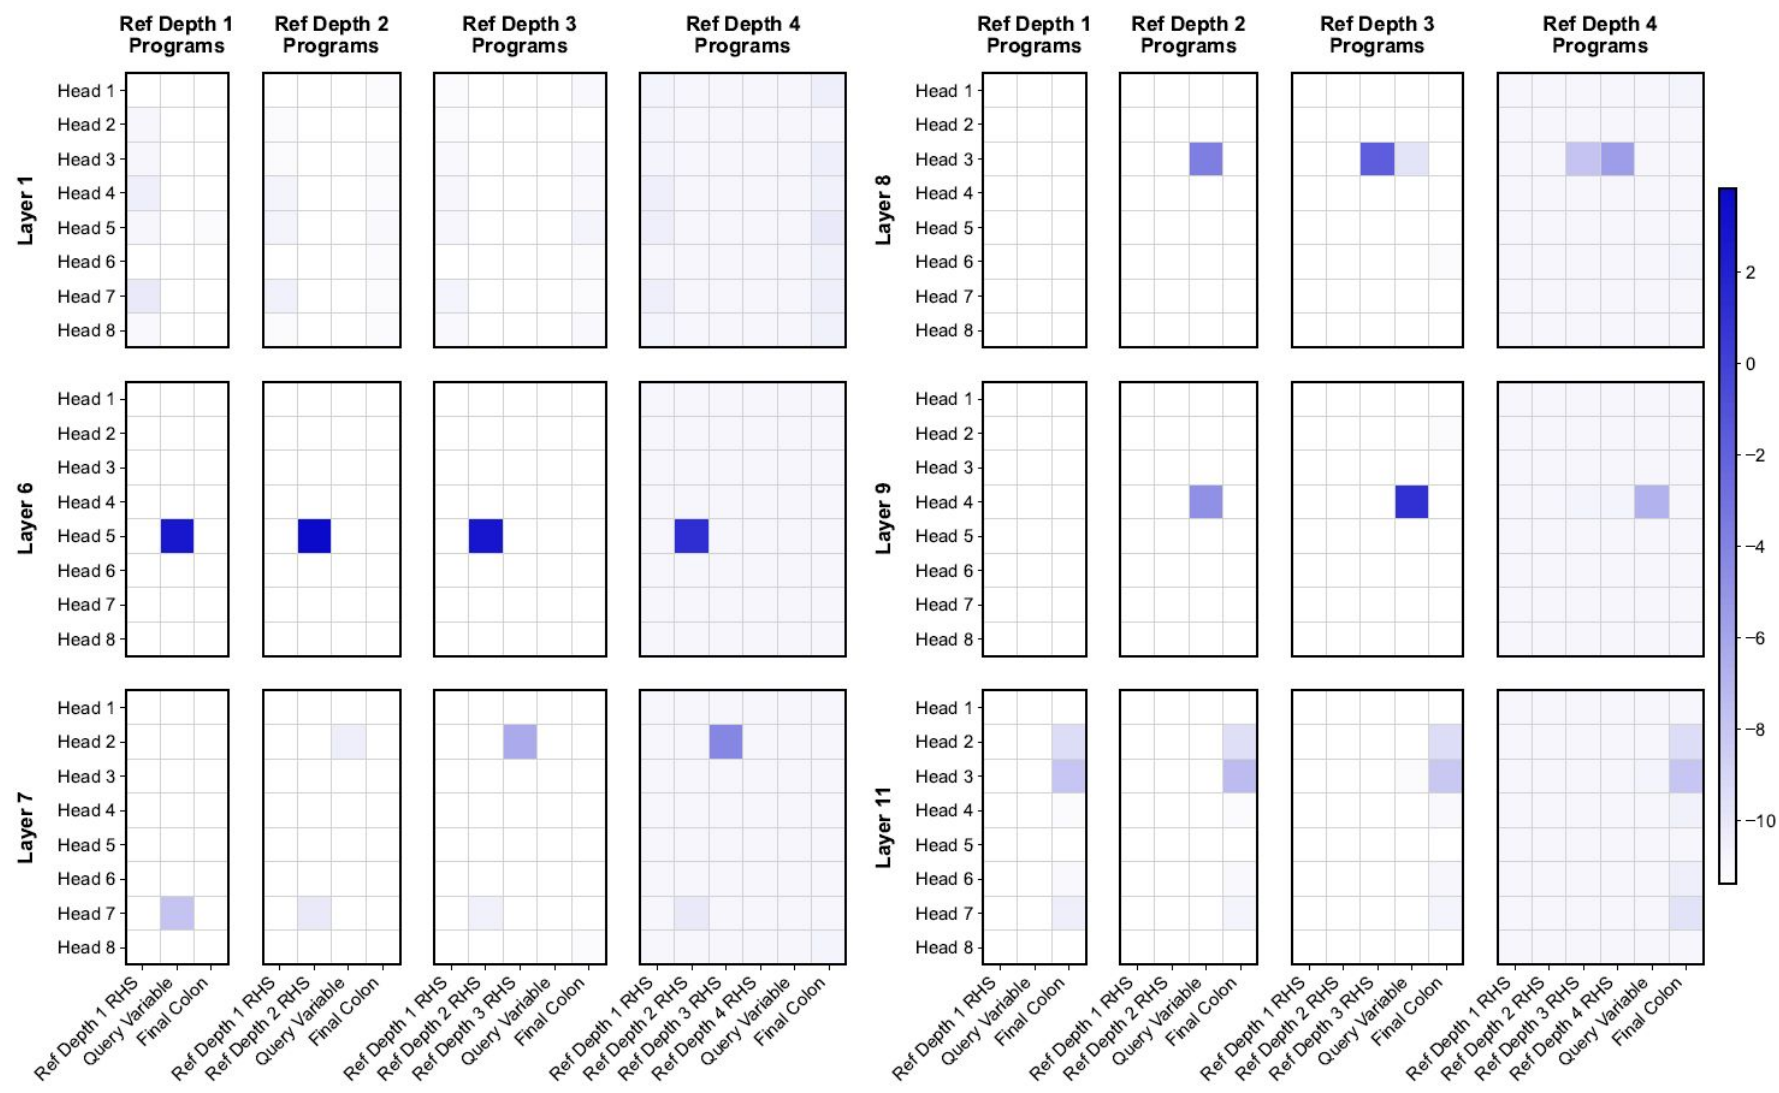 Ref Depth 1
Programs
Ref Depth 2
Programs
Ref Depth 3
Programs
Ref Depth 4
Programs
Ref Depth 1
Programs
Ref Depth 2
Programs
Ref Depth 3
Programs
Ref Depth 4
Programs
Layer 1
Head 1
Head 2
Head 3
Head 4
Head 5
Head 6
Head 7
Head 8
Layer 8
Head 1
Head 2
Head 3
Head 4
Head 5
Head 6
Head 7
Head 8
Layer 6
Head 1
Head 2
Head 3
Head 4
Head 5
Head 6
Head 7
Head 8
Layer 9
Head 1
Head 2
Head 3
Head 4
Head 5
Head 6
Head 7
Head 8
Layer 7
Head 1
Head 2
Head 3
Head 4
Head 5
Head 6
Head 7
Head 8
Layer 11
Head 1
Head 2
Head 3
Head 4
Head 5
Head 6
Head 7
Head 8
Ref Depth 1 RHS
Query Variable
Final Colon
Ref Depth 1 RHS
Ref Depth 2 RHS
Query Variable
Final Colon
Ref Depth 1 RHS
Ref Depth 2 RHS
Ref Depth 3 RHS
Query Variable
Final Colon
Ref Depth 1 RHS
Ref Depth 2 RHS
Ref Depth 3 RHS
Ref Depth 4 RHS
Query Variable
Final Colon
Ref Depth 1 RHS
Query Variable
Final Colon
Ref Depth 1 RHS
Ref Depth 2 RHS
Query Variable
Final Colon
Ref Depth 1 RHS
Ref Depth 2 RHS
Ref Depth 3 RHS
Query Variable
Final Colon
Ref Depth 1 RHS
Ref Depth 2 RHS
Ref Depth 3 RHS
Ref Depth 4 RHS
Query Variable
Final Colon
2
0
−2
−4
−6
−8
−10